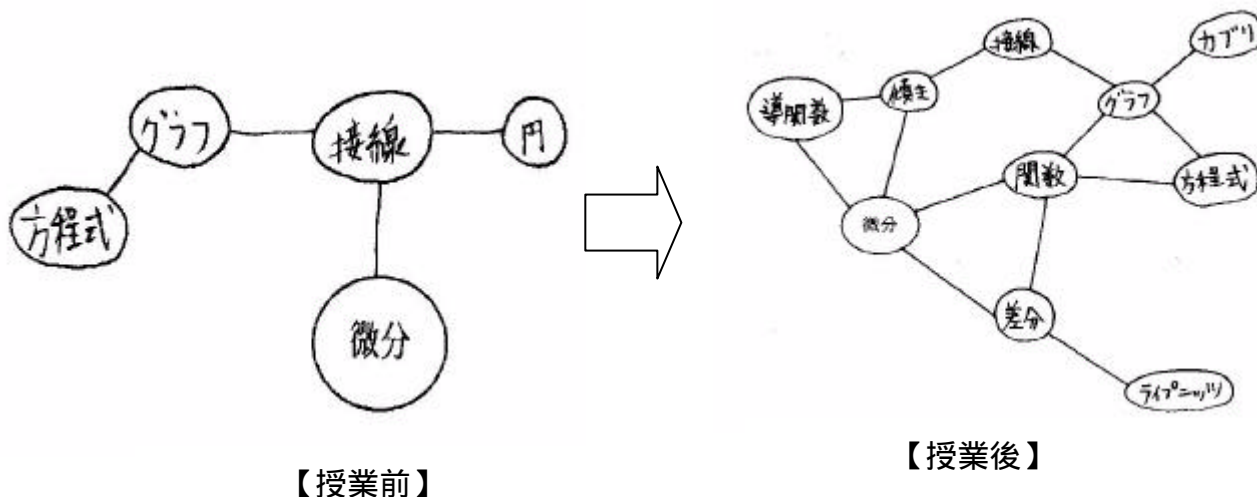 グラフ
接線
円
方程式
微分
【授業前】
接線
カブリ
導関数
傾き
グラフ
関数
方程式
微分
差分
ライプニッツ
【授業後】